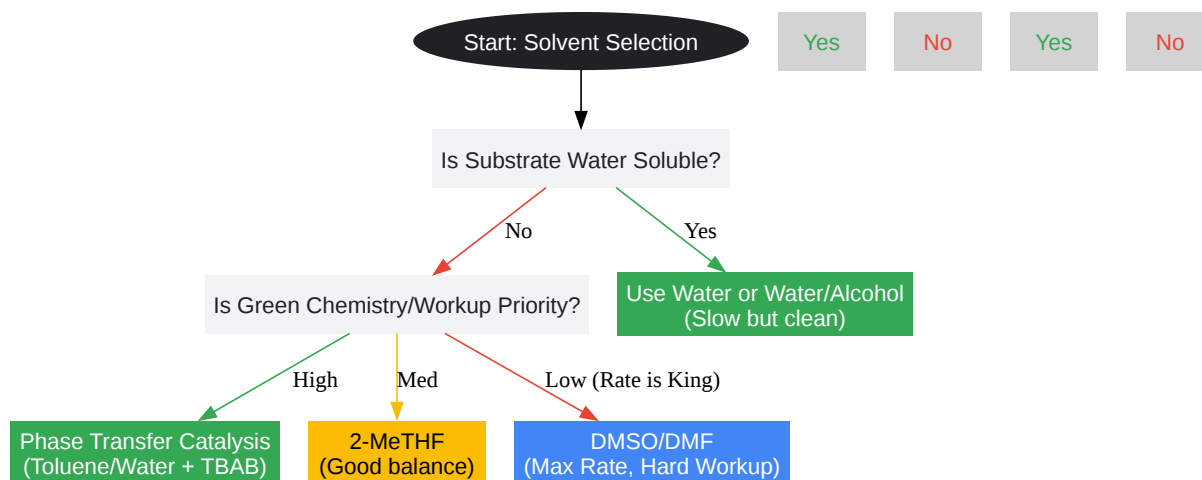 Start: Solvent Selection
Yes
No
Yes
No
Is Substrate Water Soluble?
No
Yes
Is Green Chemistry/Workup Priority?
Use Water or Water/Alcohol
(Slow but clean)
High
Med
Low (Rate is King)
Phase Transfer Catalysis
(Toluene/Water + TBAB)
2-MeTHF
(Good balance)
DMSO/DMF
(Max Rate, Hard Workup)